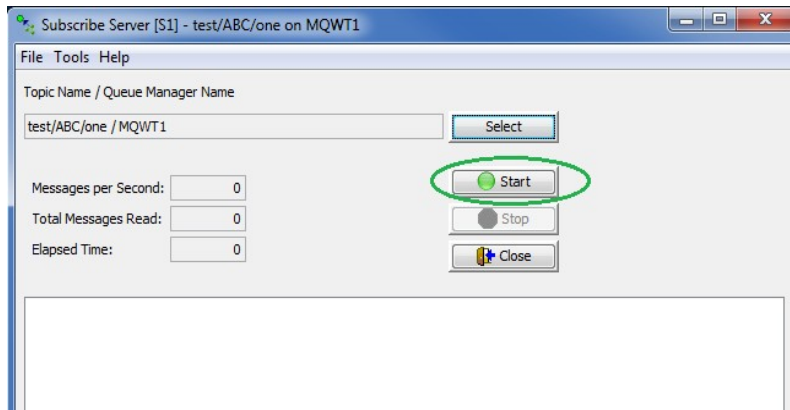 Subscribe Server [S1] - test/ABC/one on MQWT1
File Tools Help
Topic Name / Queue Manager Name
test/ABC/one / MQWT1
Select
Messages per Second: 0
Start
Total Messages Read: 0
Stop
Elapsed Time: 0
Close